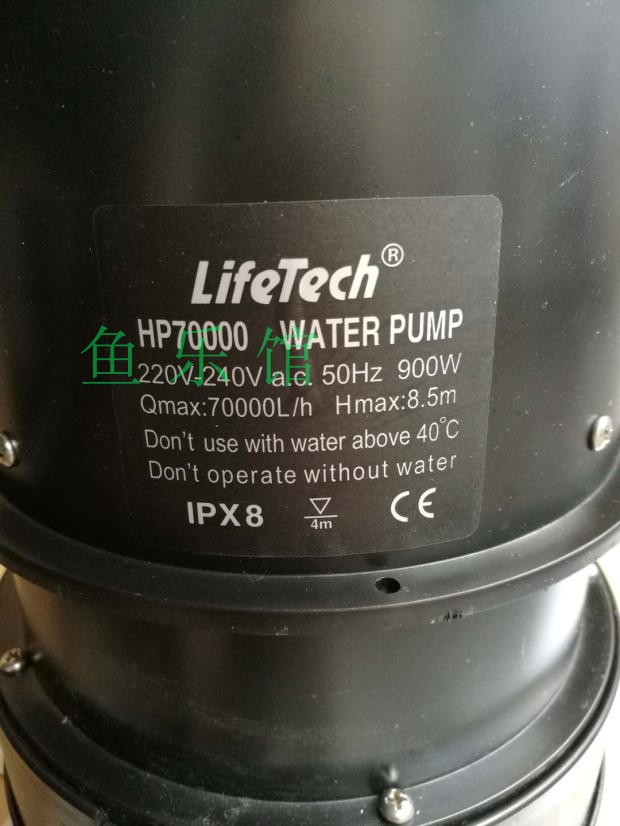 LifeTech®
HP70000 WATER PUMP
鱼乐馆
220V-240V a.c. 50Hz 900W
Qmax:70000L/h Hmax:8.5m
Don't use with water above 40°C
Don't operate without water
IPX8 4m CE